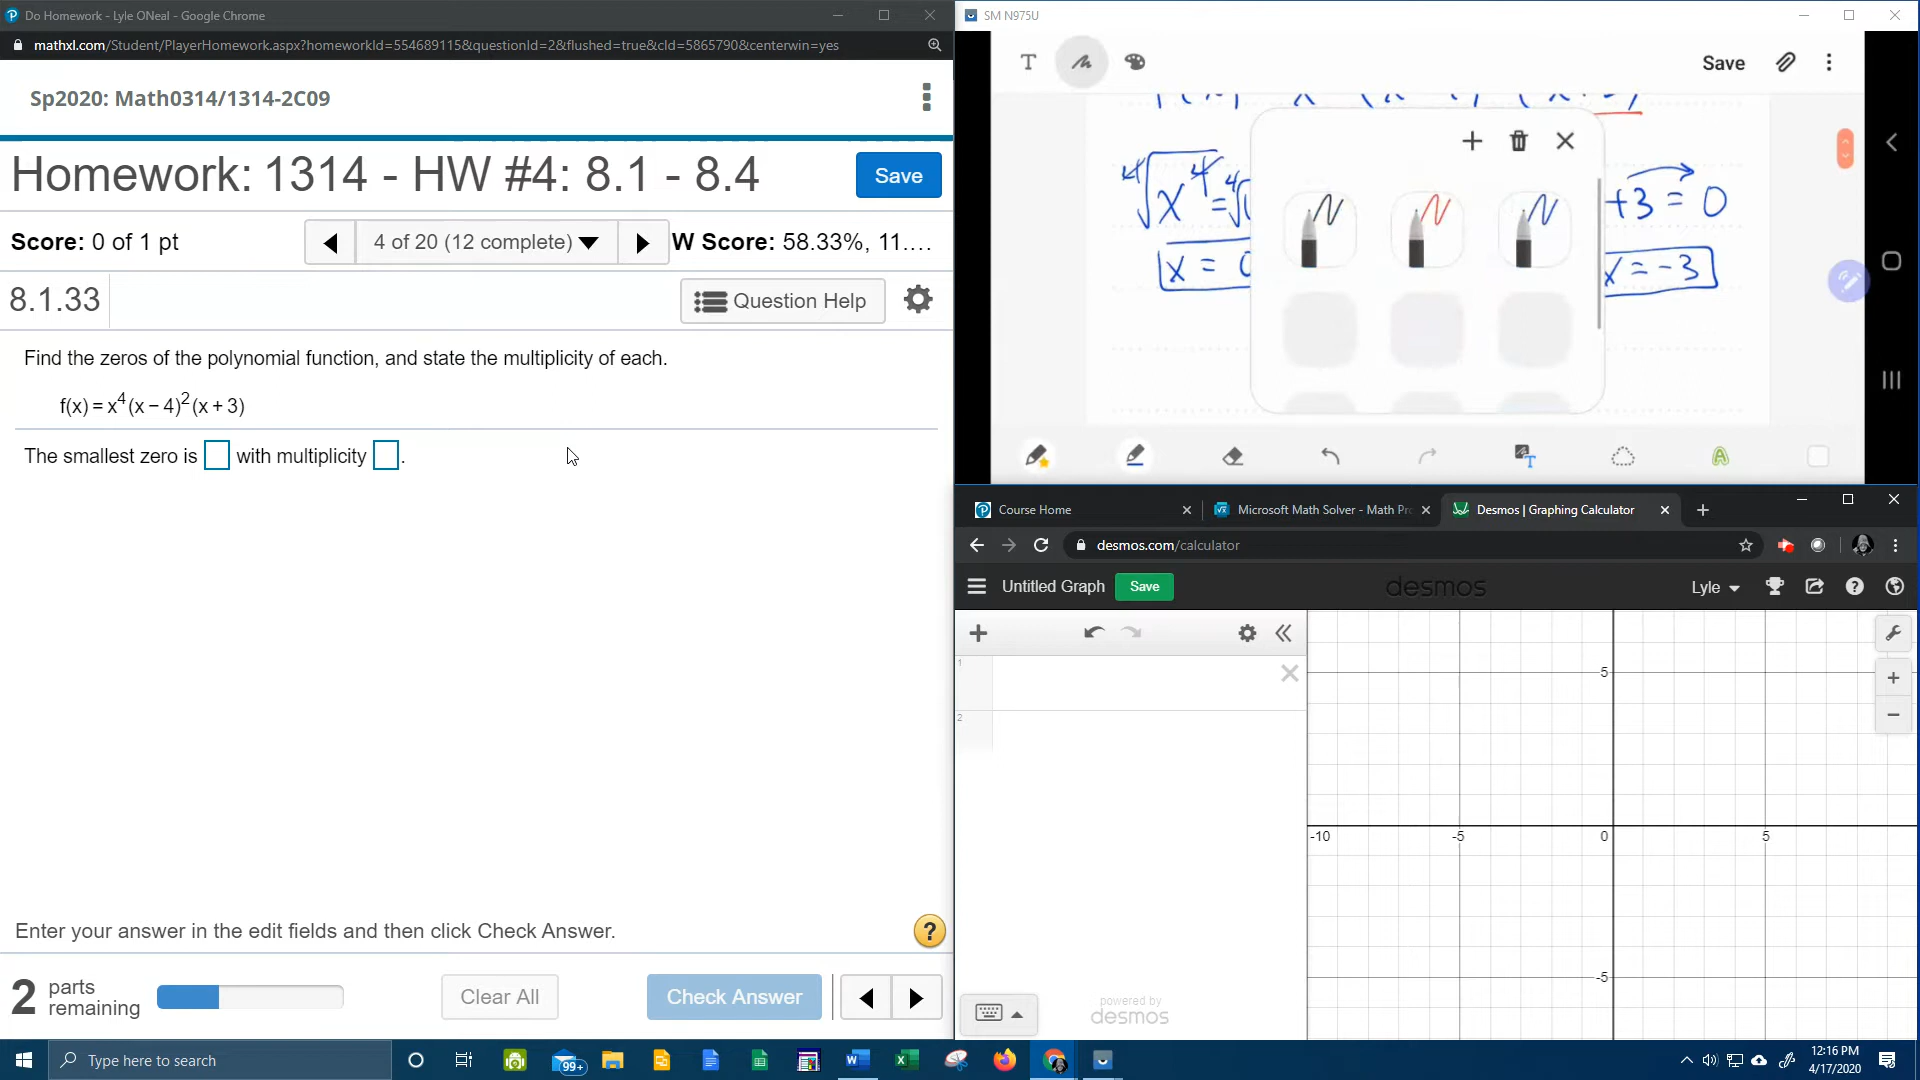 Do Homework - Lyle ONeal - Google Chrome
mathxl.com/Student/PlayerHomework.aspx?homeworkId=554689115&questionId=2&flushed=true&cId=5865790&centerwin=yes
Sp2020: Math0314/1314-2C09
Homework: 1314 - HW #4: 8.1 - 8.4
Save
Score: 0 of 1 pt
4 of 20 (12 complete)
W Score: 58.33%, 11....
8.1.33
Question Help
Find the zeros of the polynomial function, and state the multiplicity of each.
f(x) = x⁴(x − 4)²(x + 3)
The smallest zero is with multiplicity .
Enter your answer in the edit fields and then click Check Answer.
?
2 parts remaining
Clear All
Check Answer
SM N975U
T
Save
+3 = 0
x =
x = -3
Course Home
Microsoft Math Solver - Math Pr
Desmos | Graphing Calculator
desmos.com/calculator
Untitled Graph
Save
desmos
Lyle
1
2
5
-10
-5
0
5
-5
powered by
desmos
Type here to search
99+
12:16 PM
4/17/2020